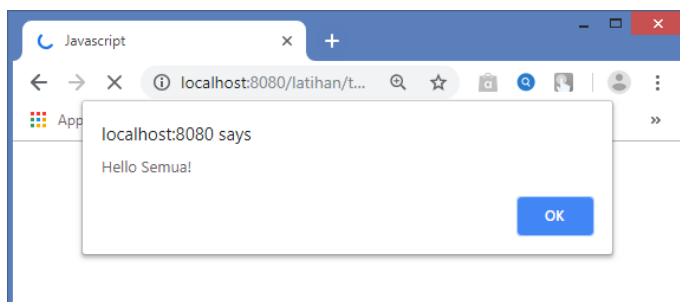 Javascript
localhost:8080/latihan/t...
App
localhost:8080 says
Hello Semua!
OK